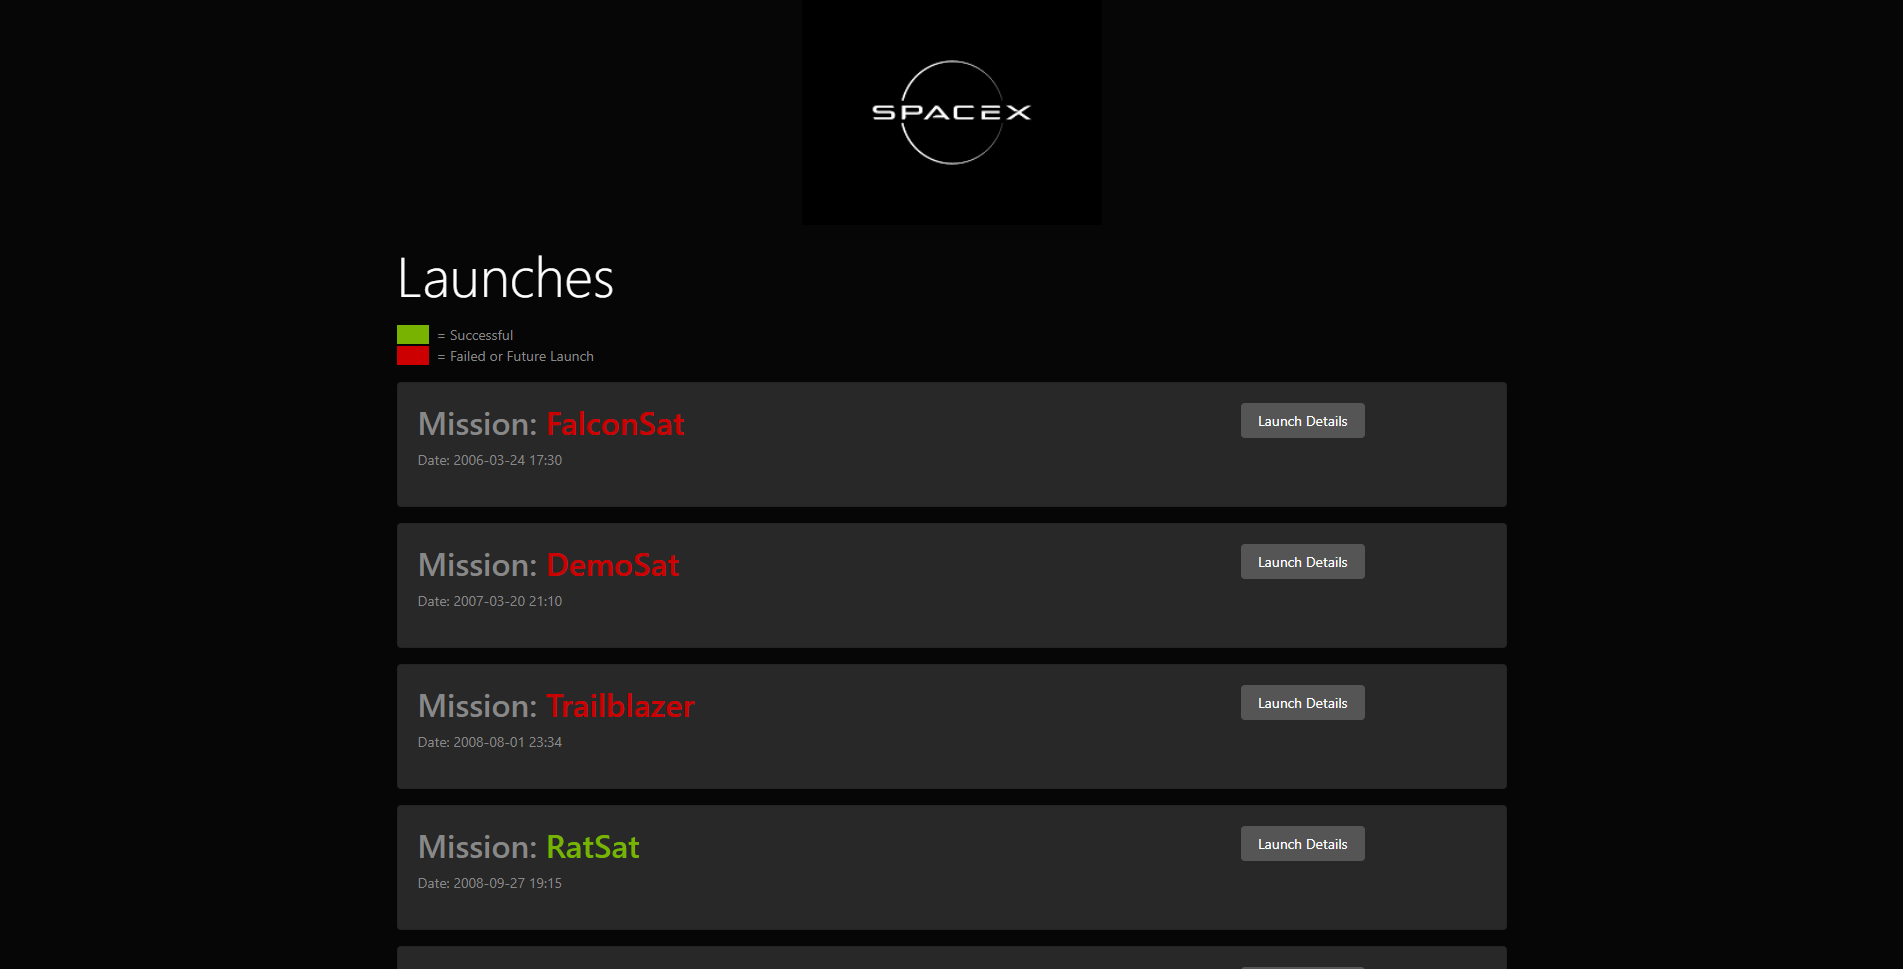 SPACEX
Launches
= Successful
= Failed or Future Launch
Mission: FalconSat
Launch Details
Date: 2006-03-24 17:30
Mission: DemoSat
Launch Details
Date: 2007-03-20 21:10
Mission: Trailblazer
Launch Details
Date: 2008-08-01 23:34
Mission: RatSat
Launch Details
Date: 2008-09-27 19:15